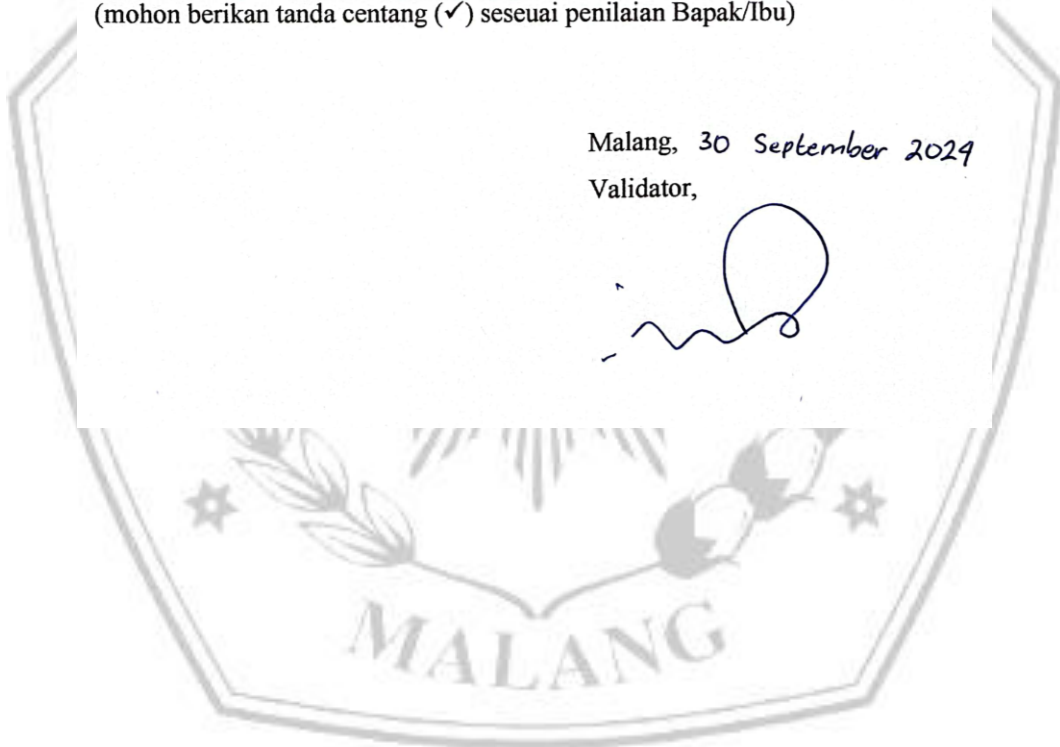 (mohon berikan tanda centang (✓) seseuai penilaian Bapak/Ibu)
Malang, 30 September 2024
Validator,
MALANG